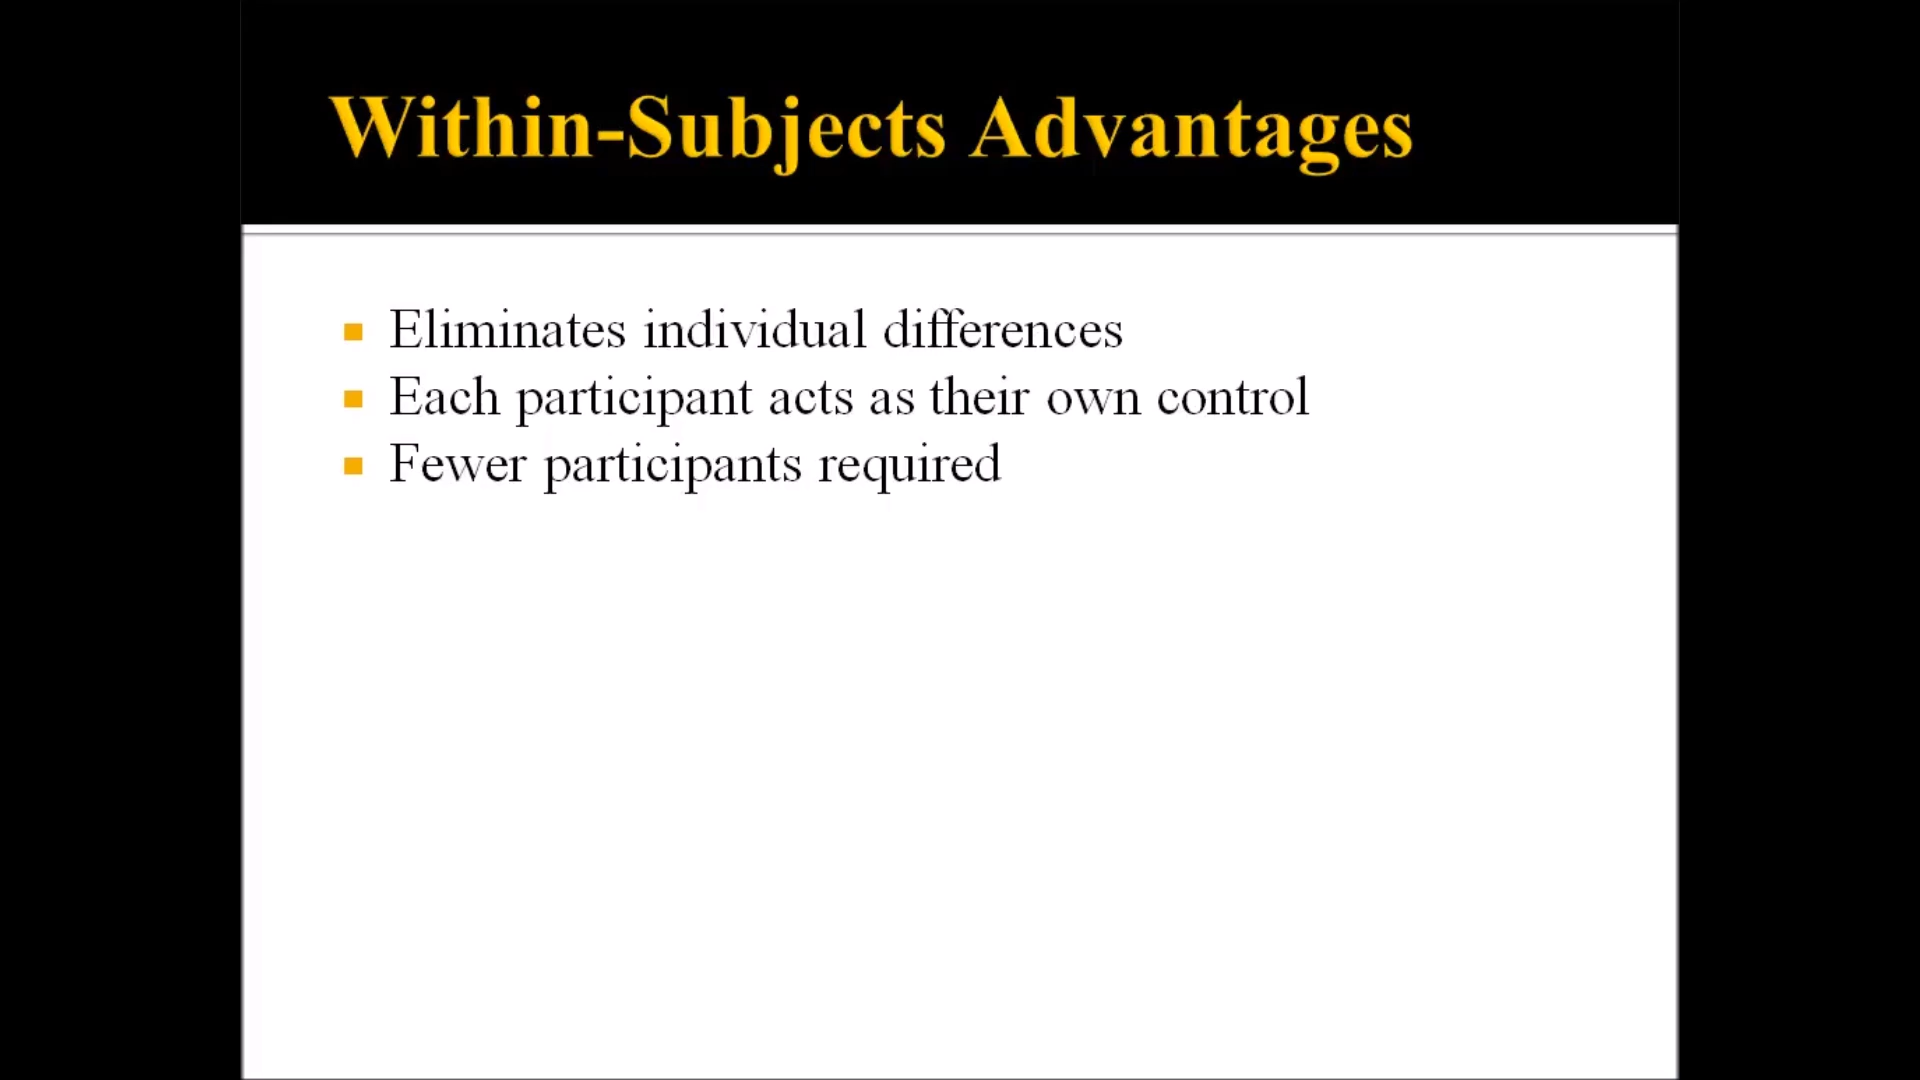 Within-Subjects Advantages
Eliminates individual differences
Each participant acts as their own control
Fewer participants required